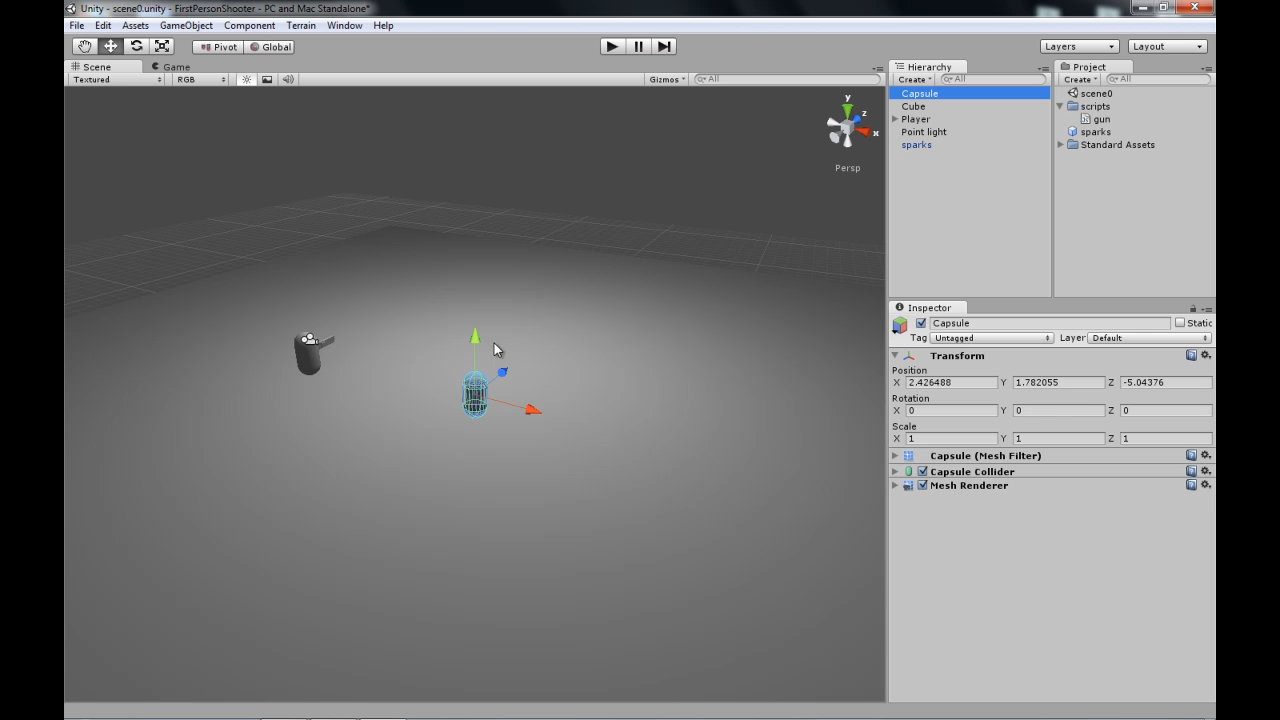 Unity - scene0.unity - FirstPersonShooter - PC and Mac Standalone*
File Edit Assets GameObject Component Terrain Window Help
Pivot Global Layers Layout
Scene Game Hierarchy Project
Textured RGB Gizmos All Create All Create All
Capsule scene0
Cube scripts
Player gun
Point light sparks
sparks Standard Assets
y
z
x
Persp
Inspector
Capsule Static
Tag Untagged Layer Default
Transform
Position
X 2.426488 Y 1.782055 Z -5.04376
Rotation
X 0 Y 0 Z 0
Scale
X 1 Y 1 Z 1
Capsule (Mesh Filter)
Capsule Collider
Mesh Renderer